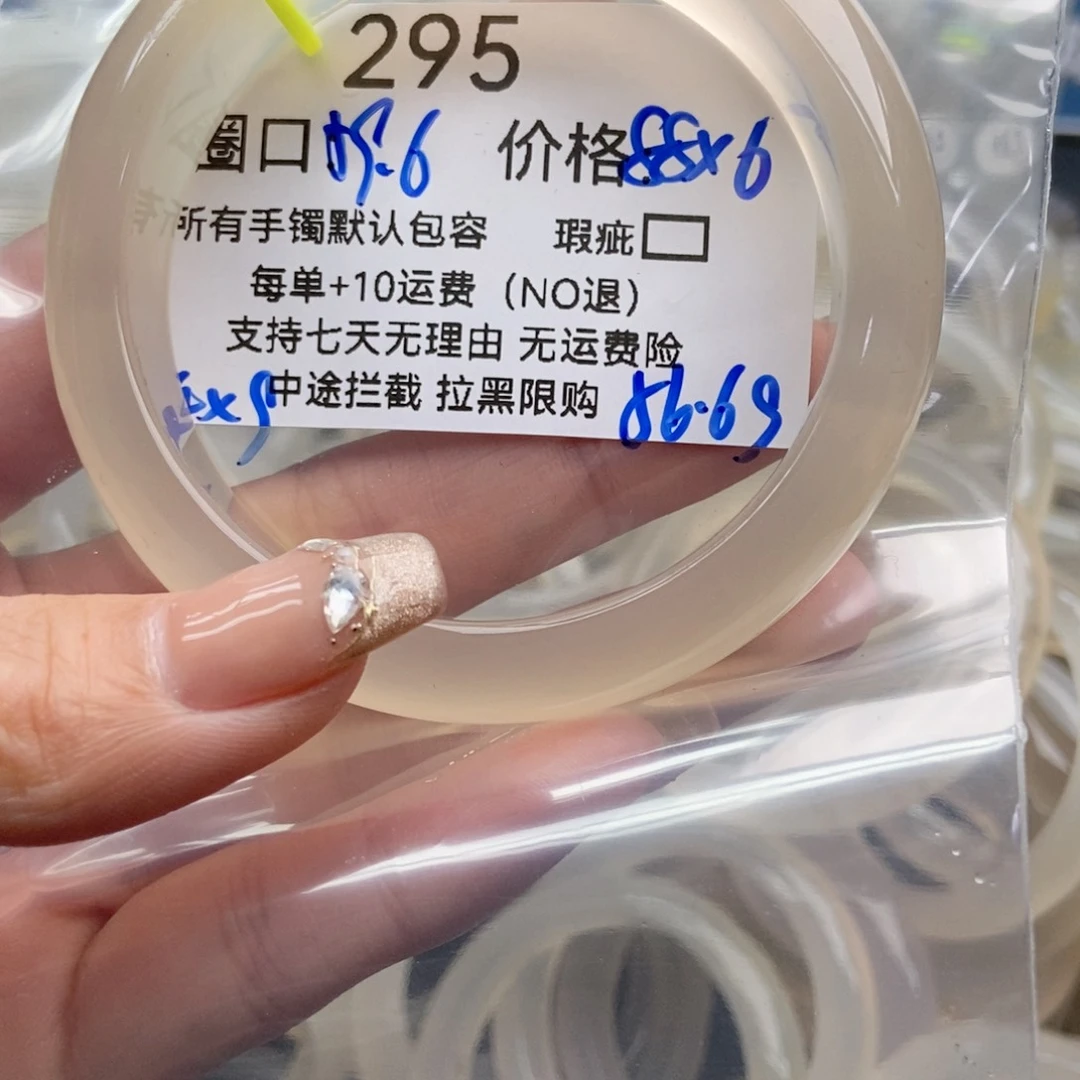 295
圈口 价格 88x6
所有手镯默认包容 瑕疵
每单+10运费（NO退）
支持七天无理由 无运费险
中途拦截 拉黑限购 86.69